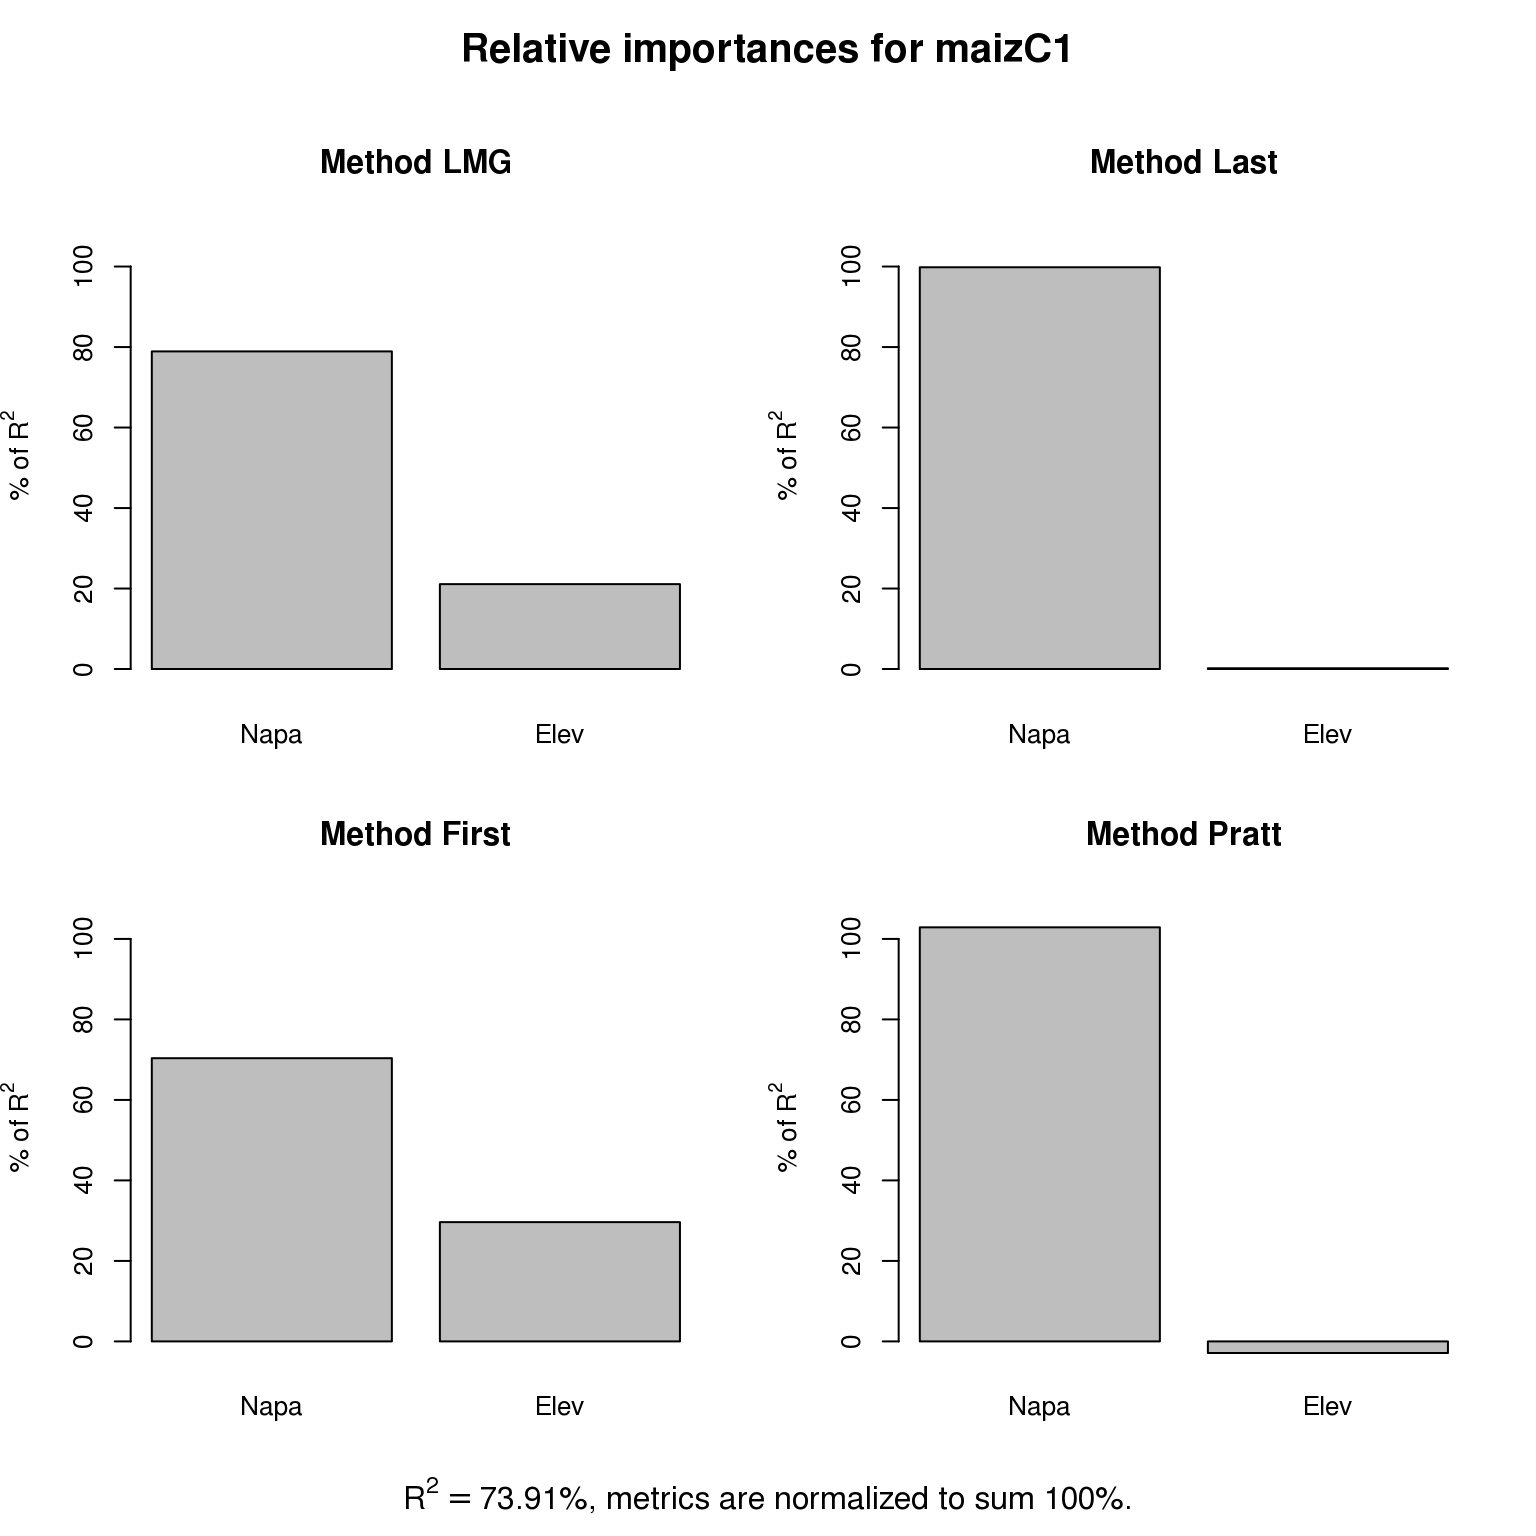 Relative importances for maizC1
Method LMG
% of R²
100
80
60
40
20
0
Napa Elev
Method Last
% of R²
100
80
60
40
20
0
Napa Elev
Method First
% of R²
100
80
60
40
20
0
Napa Elev
Method Pratt
% of R²
100
80
60
40
20
0
Napa Elev
R² = 73.91%, metrics are normalized to sum 100%.